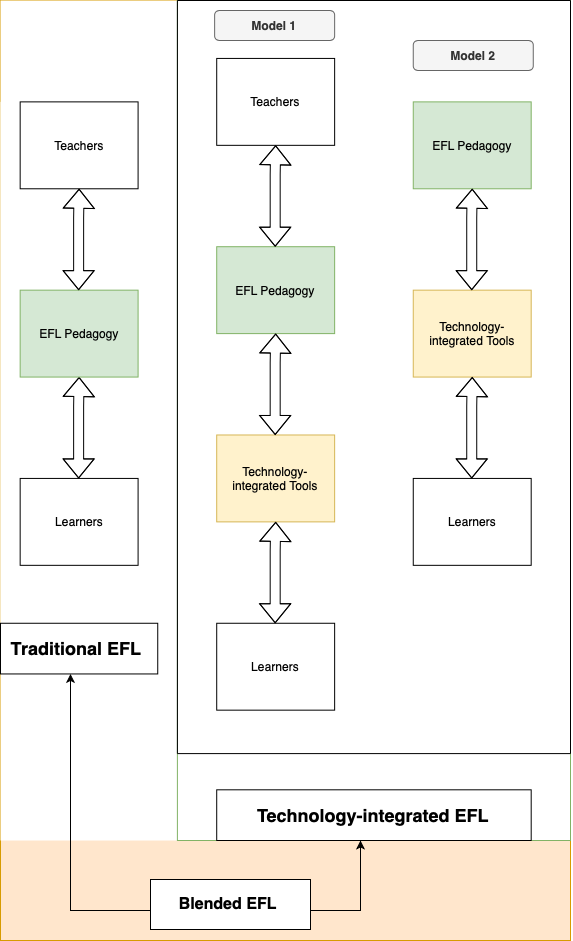 Model 1
Model 2
Teachers
EFL Pedagogy
Learners
Traditional EFL
Teachers
EFL Pedagogy
Technology-
integrated Tools
Learners
EFL Pedagogy
Technology-
integrated Tools
Learners
Technology-integrated EFL
Blended EFL